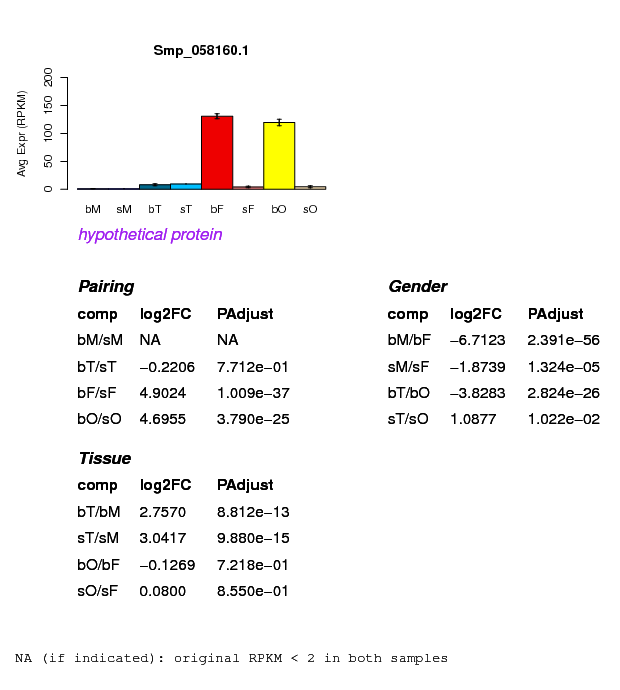 Smp_058160.1
Avg Expr (RPKM)
200
150
100
50
0
bM sM bT sT bF sF bO sO
hypothetical protein
Pairing
comp log2FC PAdjust
bM/sM NA NA
bT/sT −0.2206 7.712e−01
bF/sF 4.9024 1.009e−37
bO/sO 4.6955 3.790e−25
Gender
comp log2FC PAdjust
bM/bF −6.7123 2.391e−56
sM/sF −1.8739 1.324e−05
bT/bO −3.8283 2.824e−26
sT/sO 1.0877 1.022e−02
Tissue
comp log2FC PAdjust
bT/bM 2.7570 8.812e−13
sT/sM 3.0417 9.880e−15
bO/bF −0.1269 7.218e−01
sO/sF 0.0800 8.550e−01
NA (if indicated): original RPKM < 2 in both samples